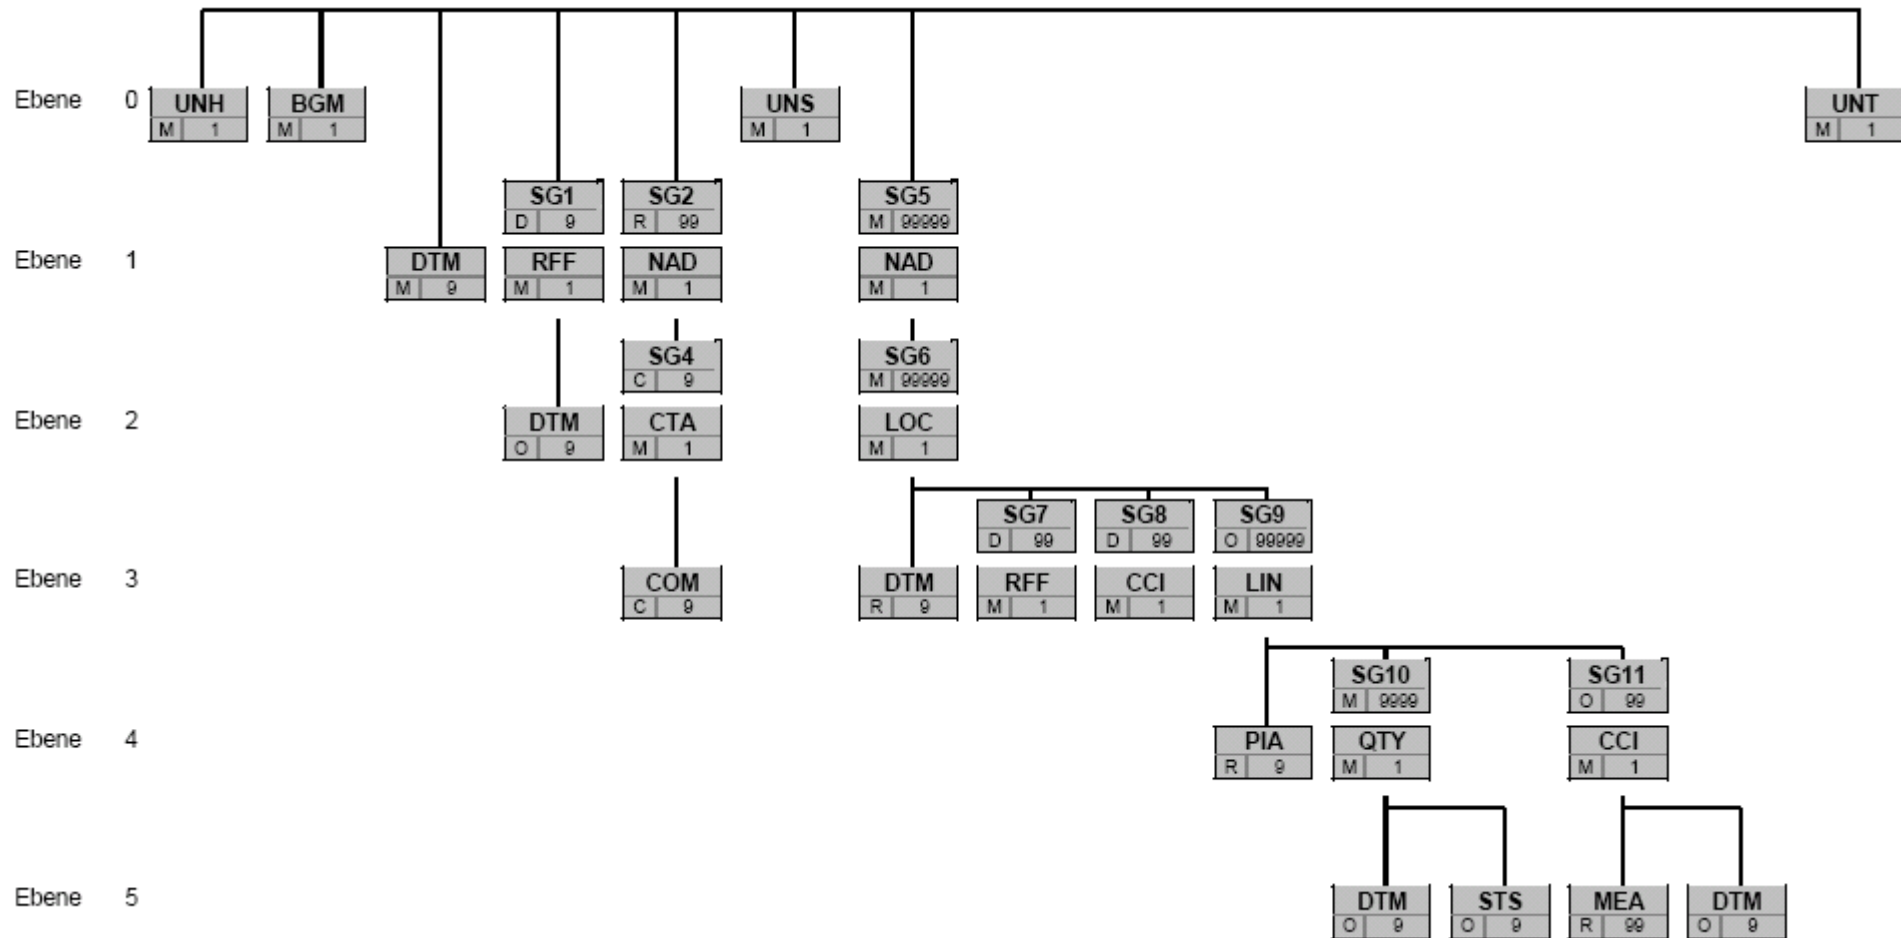 Ebene 0 UNH BGM UNS UNT
M 1 M 1 M 1 M 1
SG1 SG2 SG5
D 9 R 99 M 99999
Ebene 1 DTM RFF NAD NAD
M 9 M 1 M 1 M 1
SG4 SG6
C 9 M 99999
Ebene 2 DTM CTA LOC
O 9 M 1 M 1
SG7 SG8 SG9
D 99 D 99 O 99999
Ebene 3 COM DTM RFF CCI LIN
C 9 R 9 M 1 M 1 M 1
SG10 SG11
M 9999 O 99
Ebene 4 PIA QTY CCI
R 9 M 1 M 1
Ebene 5 DTM STS MEA DTM
O 9 O 9 R 99 O 9